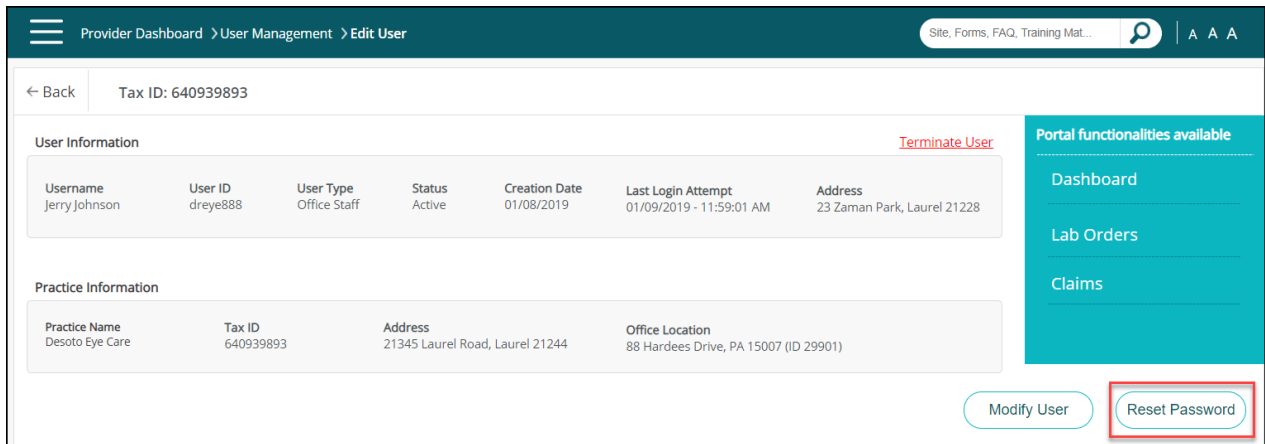 Provider Dashboard > User Management > Edit User
Site, Forms, FAQ, Training Mat...
A A A
← Back
Tax ID: 640939893
User Information
Terminate User
Username User ID User Type Status Creation Date Last Login Attempt Address
Jerry Johnson dreye888 Office Staff Active 01/08/2019 01/09/2019 - 11:59:01 AM 23 Zaman Park, Laurel 21228
Practice Information
Practice Name Tax ID Address Office Location
Desoto Eye Care 640939893 21345 Laurel Road, Laurel 21244 88 Hardees Drive, PA 15007 (ID 29901)
Portal functionalities available
Dashboard
Lab Orders
Claims
Modify User
Reset Password